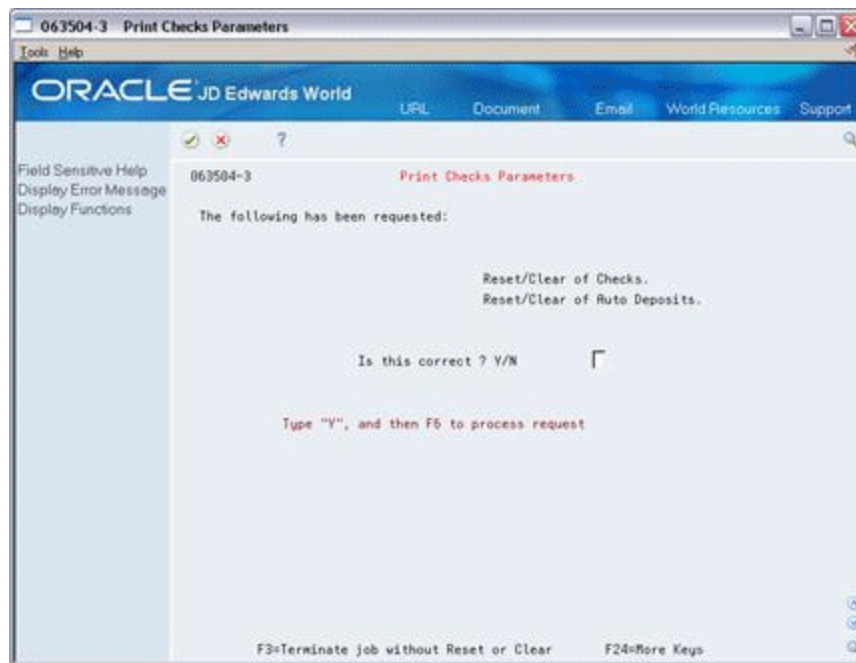 063504-3 Print Checks Parameters
Tools Help
ORACLE JD Edwards World
URL Document Email World Resources Support
?
Field Sensitive Help
Display Error Message
Display Functions
063504-3 Print Checks Parameters
The following has been requested:
Reset/Clear of Checks.
Reset/Clear of Auto Deposits.
Is this correct ? Y/N
Type "Y", and then F6 to process request
F3=Terminate job without Reset or Clear F24=More Keys